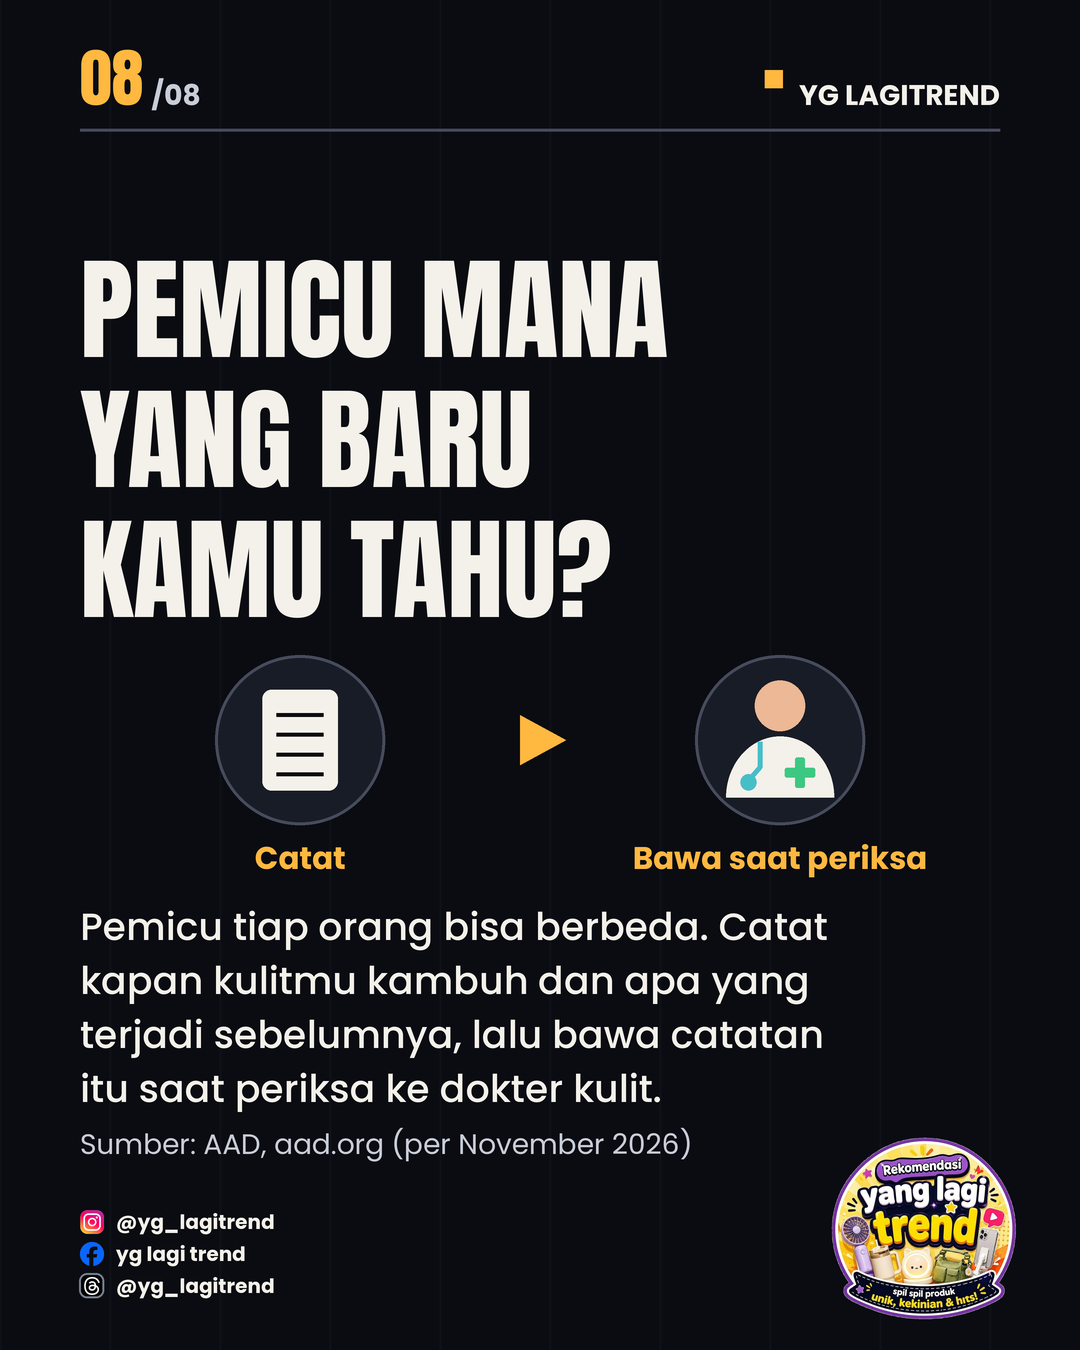 08 /08
YG LAGITREND
PEMICU MANA
YANG BARU
KAMU TAHU?
Catat
Bawa saat periksa
Pemicu tiap orang bisa berbeda. Catat
kapan kulitmu kambuh dan apa yang
terjadi sebelumnya, lalu bawa catatan
itu saat periksa ke dokter kulit.
Sumber: AAD, aad.org (per November 2026)
@yg_lagitrend
yg lagi trend
@yg_lagitrend
Rekomendasi
yang lagi
trend
spil spil produk
unik, kekinian & hits!